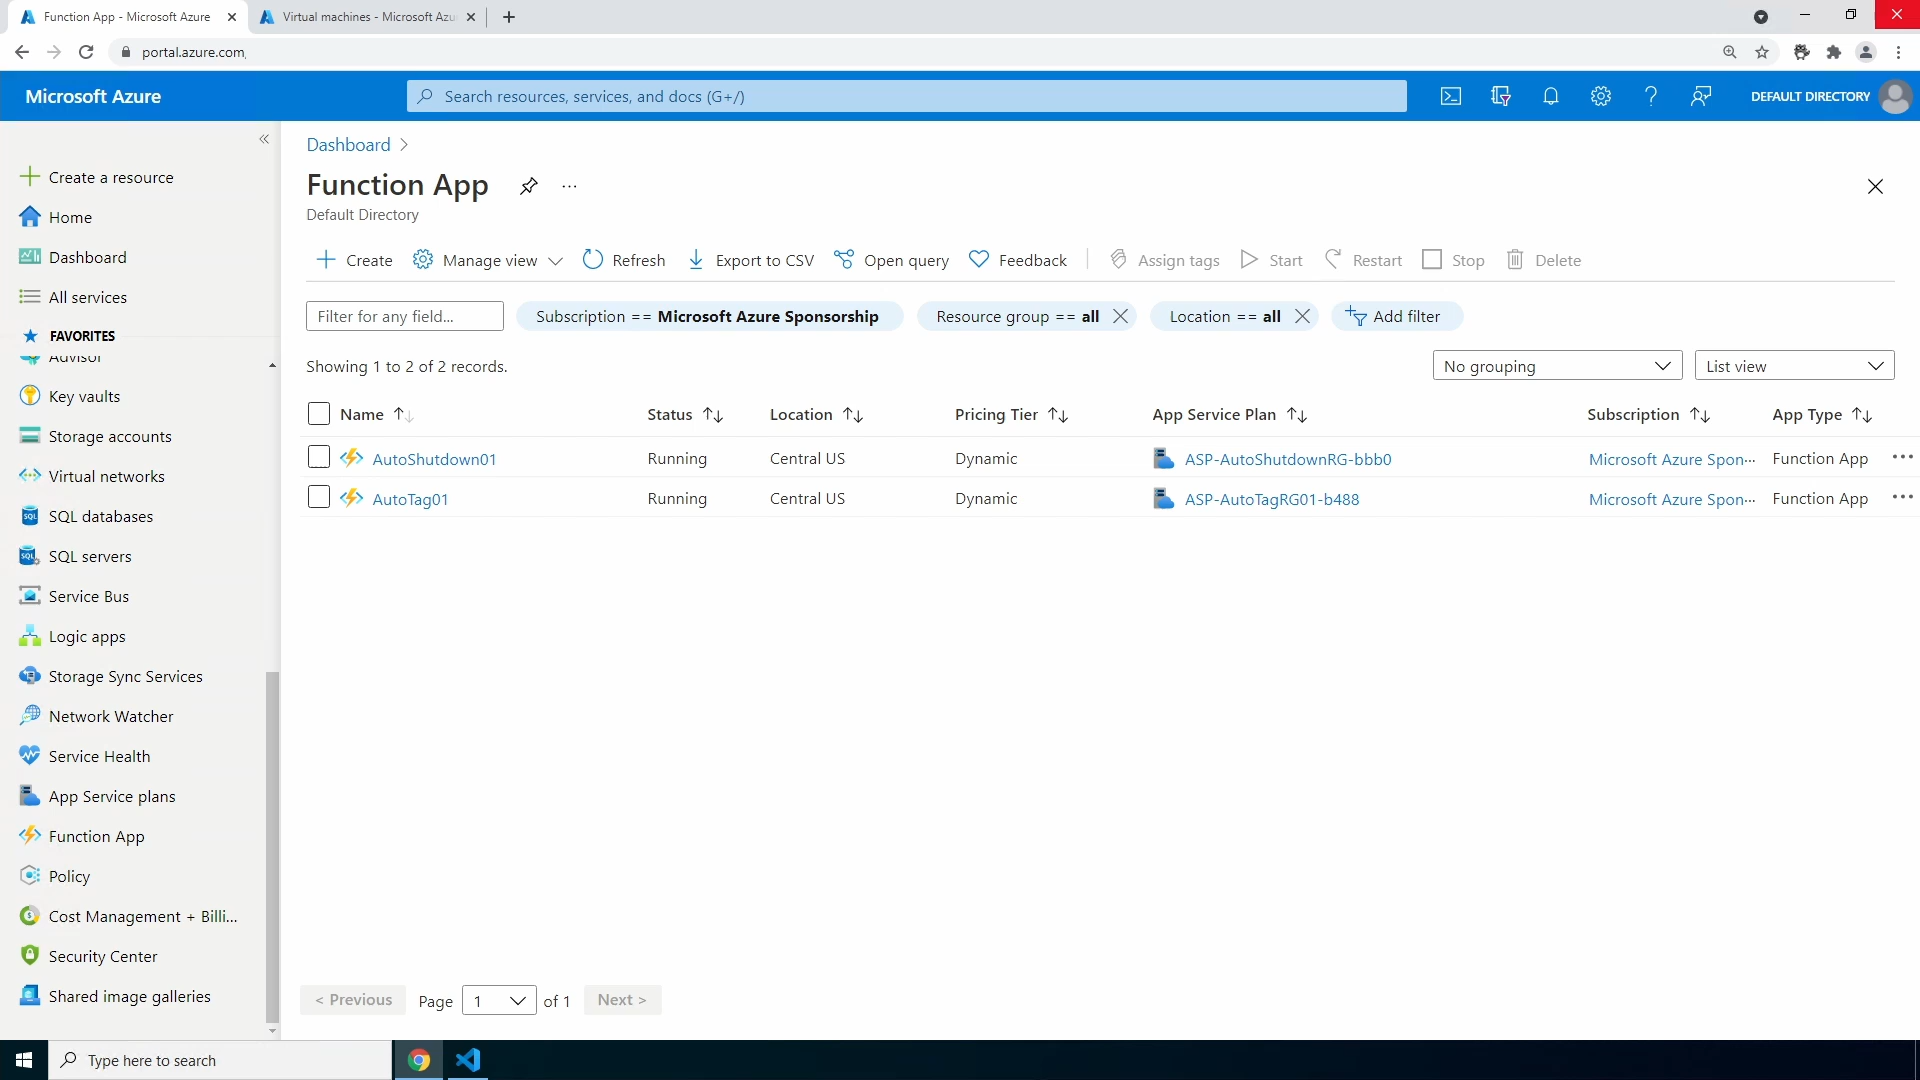 Function App - Microsoft Azure
Virtual machines - Microsoft Azu
portal.azure.com,
Microsoft Azure
Search resources, services, and docs (G+/)
DEFAULT DIRECTORY
Create a resource
Home
Dashboard
All services
FAVORITES
Advisor
Key vaults
Storage accounts
Virtual networks
SQL databases
SQL servers
Service Bus
Logic apps
Storage Sync Services
Network Watcher
Service Health
App Service plans
Function App
Policy
Cost Management + Billi...
Security Center
Shared image galleries
Dashboard >
Function App ...
Default Directory
Create Manage view Refresh Export to CSV Open query Feedback Assign tags Start Restart Stop Delete
Filter for any field... Subscription == Microsoft Azure Sponsorship Resource group == all Location == all Add filter
Showing 1 to 2 of 2 records. No grouping List view
Name Status Location Pricing Tier App Service Plan Subscription App Type
AutoShutdown01 Running Central US Dynamic ASP-AutoShutdownRG-bbb0 Microsoft Azure Spon... Function App ...
AutoTag01 Running Central US Dynamic ASP-AutoTagRG01-b488 Microsoft Azure Spon... Function App ...
< Previous Page 1 of 1 Next >
Type here to search